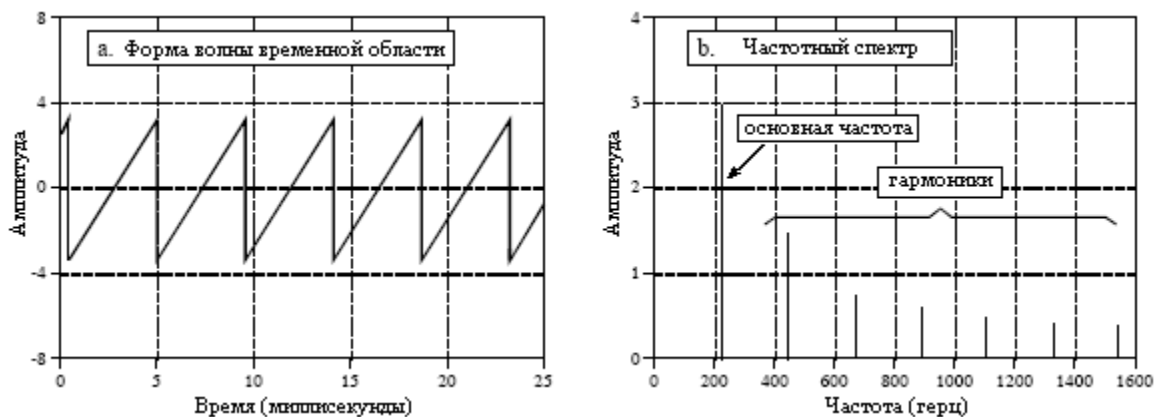 a. Форма волны временной области
Амплитуда
8
4
0
-4
-8
0 5 10 15 20 25
Время (миллисекунды)
b. Частотный спектр
Амплитуда
4
3
2
1
0
основная частота
гармоники
0 200 400 600 800 1000 1200 1400 1600
Частота (герц)